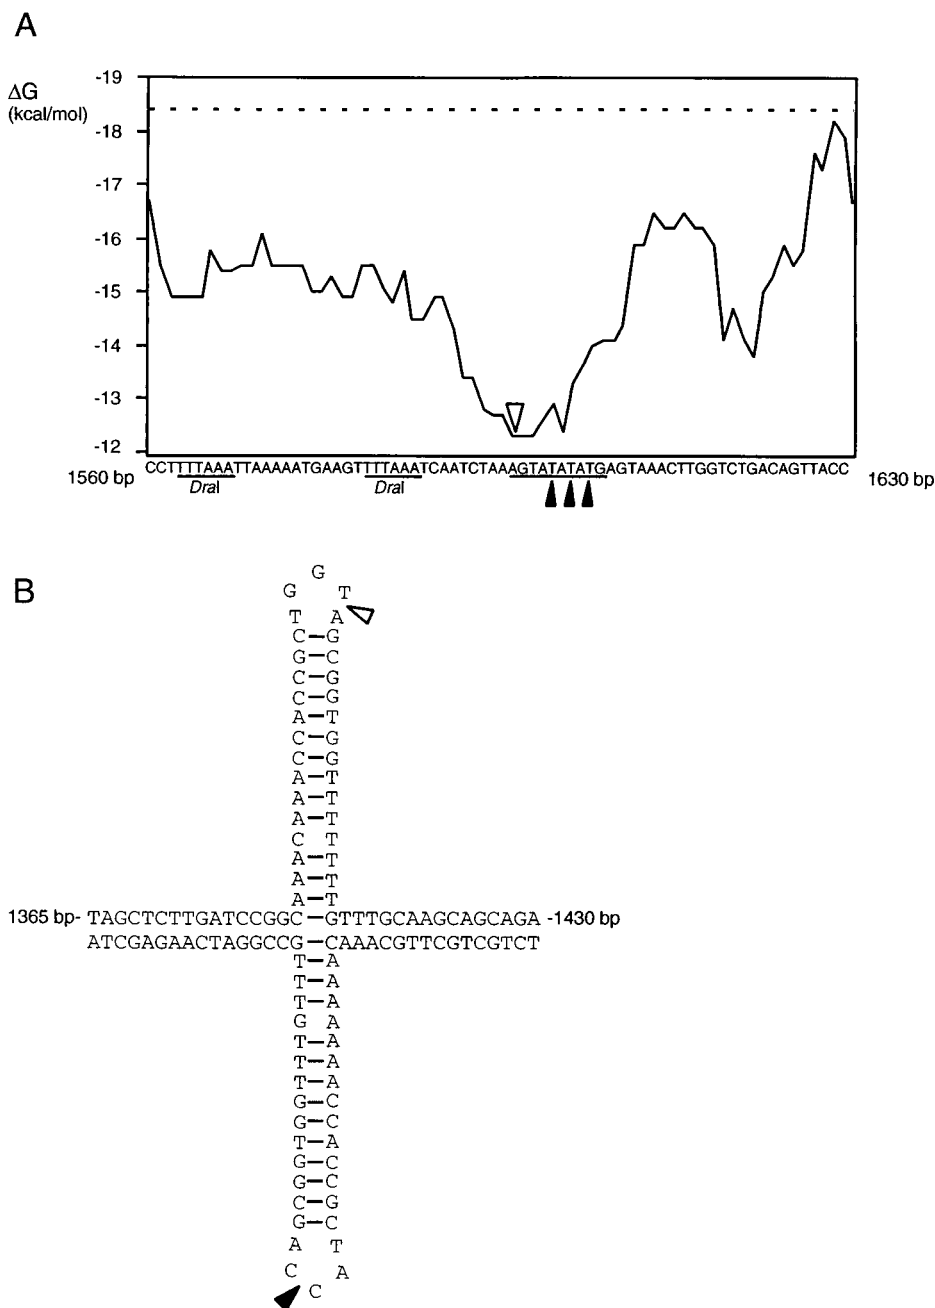 A
ΔG
(kcal/mol)
-19
-18
-17
-16
-15
-14
-13
-12
CCTTTTAAATTAAAAATGAAGTTTTAAATCAATCTAAAGTATATATGAGTAAACTTGGTCTGACAGTTACC
1560 bp
1630 bp
DraI
DraI
B
G
G T
T A
C–G
G–C
C–G
C–G
A–T
C–G
C–G
A–T
A–T
A–T
C T
A–T
A–T
A–T
1365 bp- TAGCTCTTGATCCGGC–GTTTGCAAGCAGCAGA -1430 bp
ATCGAGAACTAGGCCG–CAAACGTTCGTCGTCT
T–A
T–A
T–A
G A
T–A
T–A
T–A
G–C
G–C
T–A
G–C
G–C
C–G
G–C
A T
C A
C